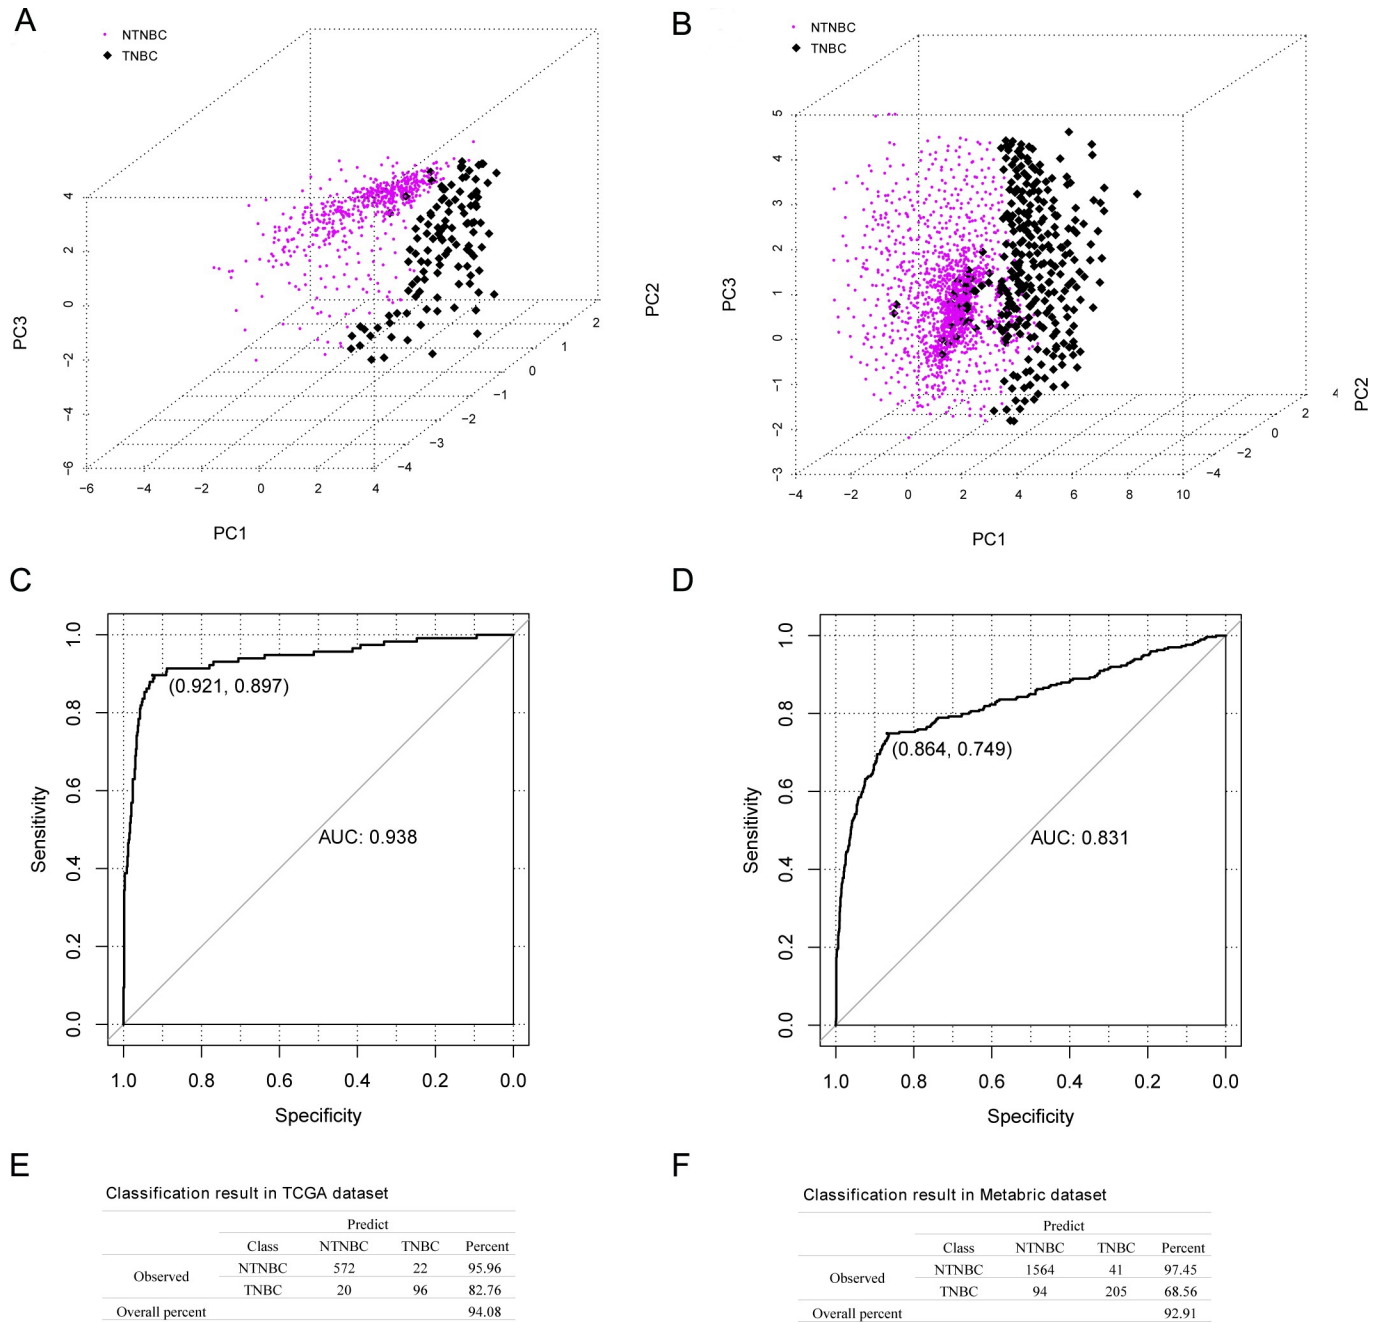 A
NTNBC
TNBC
4
2
0
−2
−4
−6
PC3
−6
−4
−2
0
2
4
PC1
−4
−3
−2
−1
0
1
2
PC2
B
NTNBC
TNBC
5
4
3
2
1
0
−1
−2
−3
PC3
−4
−2
0
2
4
6
8
10
PC1
−4
−2
0
2
4
PC2
C
1.0
0.8
0.6
0.4
0.2
0.0
Sensitivity
(0.921, 0.897)
AUC: 0.938
1.0 0.8 0.6 0.4 0.2 0.0
Specificity
D
1.0
0.8
0.6
0.4
0.2
0.0
Sensitivity
(0.864, 0.749)
AUC: 0.831
1.0 0.8 0.6 0.4 0.2 0.0
Specificity
E
Classification result in TCGA dataset
Predict
Class NTNBC TNBC Percent
Observed
NTNBC 572 22 95.96
TNBC 20 96 82.76
Overall percent 94.08
F
Classification result in Metabric dataset
Predict
Class NTNBC TNBC Percent
Observed
NTNBC 1564 41 97.45
TNBC 94 205 68.56
Overall percent 92.91